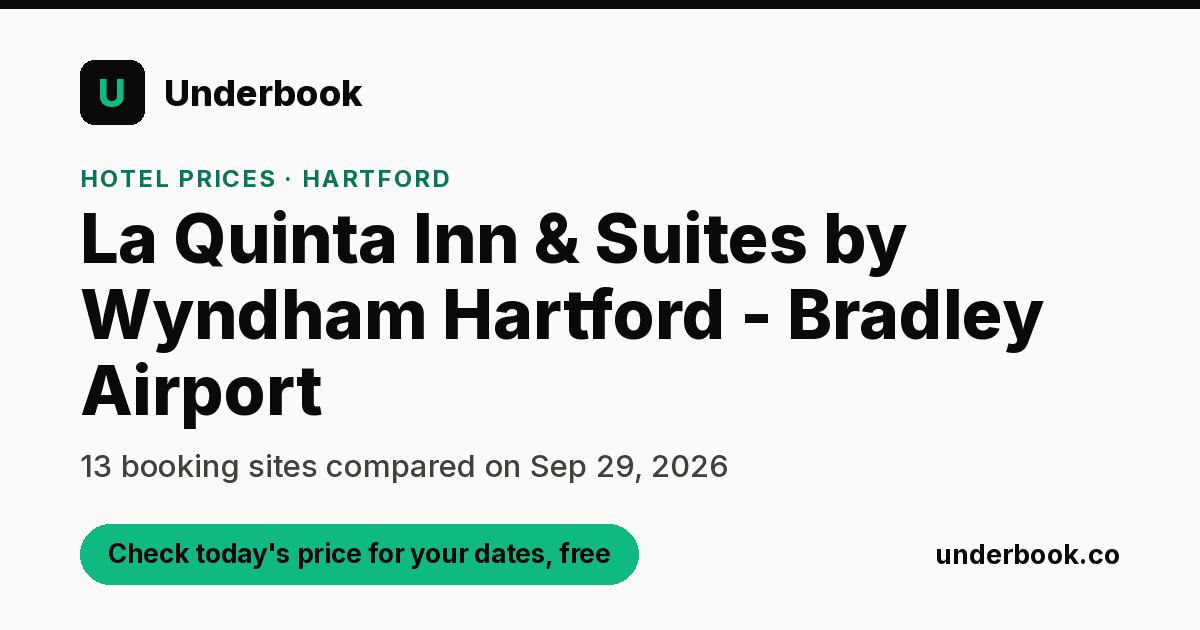 U
Underbook
HOTEL PRICES · HARTFORD
La Quinta Inn & Suites by
Wyndham Hartford - Bradley
Airport
13 booking sites compared on Sep 29, 2026
Check today's price for your dates, free
underbook.co